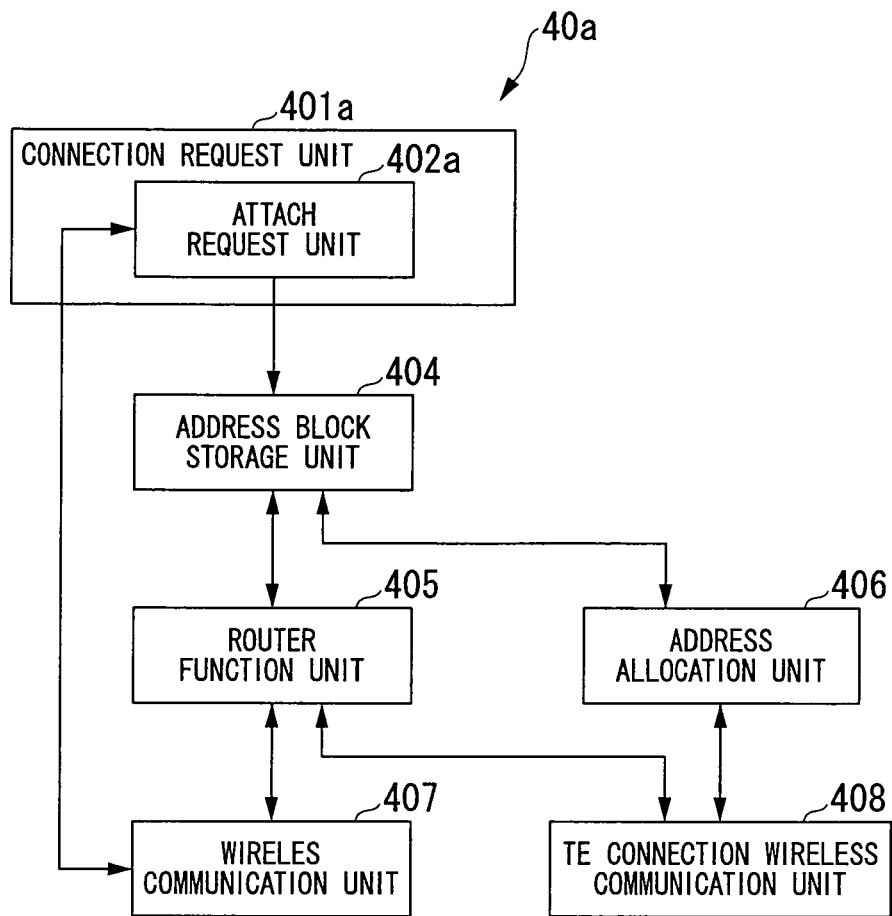 40a
401a
CONNECTION REQUEST UNIT
402a
ATTACH
REQUEST UNIT
404
ADDRESS BLOCK
STORAGE UNIT
405
ROUTER
FUNCTION UNIT
406
ADDRESS
ALLOCATION UNIT
407
WIRELES
COMMUNICATION UNIT
408
TE CONNECTION WIRELESS
COMMUNICATION UNIT